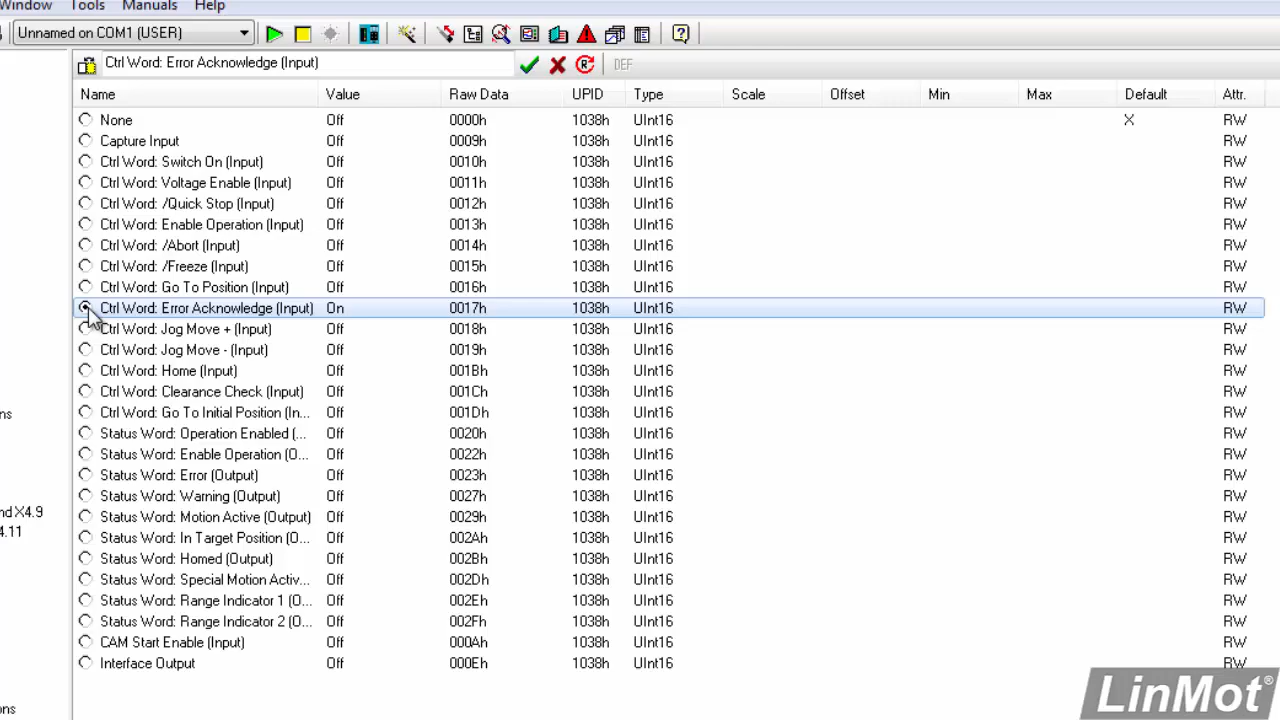 Window Tools Manuals Help
Unnamed on COM1 (USER)
Ctrl Word: Error Acknowledge (Input) DEF
Name Value Raw Data UPID Type Scale Offset Min Max Default Attr.
None Off 0000h 1038h UInt16 X RW
Capture Input Off 0009h 1038h UInt16 RW
Ctrl Word: Switch On (Input) Off 0010h 1038h UInt16 RW
Ctrl Word: Voltage Enable (Input) Off 0011h 1038h UInt16 RW
Ctrl Word: /Quick Stop (Input) Off 0012h 1038h UInt16 RW
Ctrl Word: Enable Operation (Input) Off 0013h 1038h UInt16 RW
Ctrl Word: /Abort (Input) Off 0014h 1038h UInt16 RW
Ctrl Word: /Freeze (Input) Off 0015h 1038h UInt16 RW
Ctrl Word: Go To Position (Input) Off 0016h 1038h UInt16 RW
Ctrl Word: Error Acknowledge (Input) On 0017h 1038h UInt16 RW
Ctrl Word: Jog Move + (Input) Off 0018h 1038h UInt16 RW
Ctrl Word: Jog Move - (Input) Off 0019h 1038h UInt16 RW
Ctrl Word: Home (Input) Off 001Bh 1038h UInt16 RW
Ctrl Word: Clearance Check (Input) Off 001Ch 1038h UInt16 RW
ns
Ctrl Word: Go To Initial Position (In... Off 001Dh 1038h UInt16 RW
Status Word: Operation Enabled (... Off 0020h 1038h UInt16 RW
Status Word: Enable Operation (O... Off 0022h 1038h UInt16 RW
Status Word: Error (Output) Off 0023h 1038h UInt16 RW
Status Word: Warning (Output) Off 0027h 1038h UInt16 RW
nd X4.9
Status Word: Motion Active (Output) Off 0029h 1038h UInt16 RW
4.11
Status Word: In Target Position (O... Off 002Ah 1038h UInt16 RW
Status Word: Homed (Output) Off 002Bh 1038h UInt16 RW
Status Word: Special Motion Activ... Off 002Dh 1038h UInt16 RW
Status Word: Range Indicator 1 (O... Off 002Eh 1038h UInt16 RW
Status Word: Range Indicator 2 (O... Off 002Fh 1038h UInt16 RW
CAM Start Enable (Input) Off 000Ah 1038h UInt16 RW
Interface Output Off 000Eh 1038h UInt16 RW
LinMot®
ons